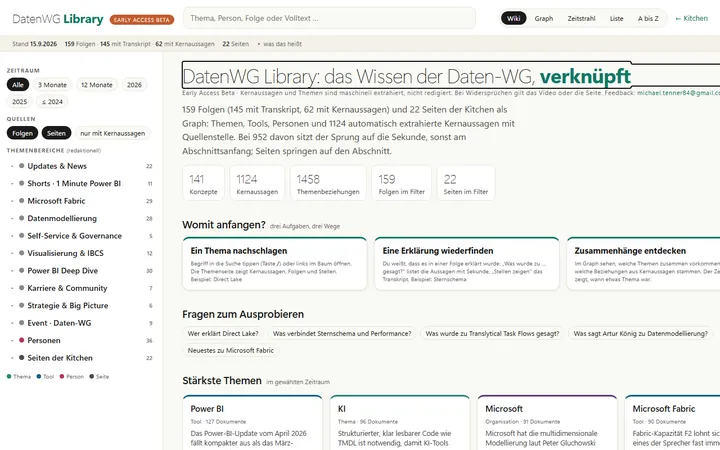 DatenWG Library EARLY ACCESS BETA
Thema, Person, Folge oder Volltext ...
Wiki Graph Zeitstrahl Liste A bis Z ← Kitchen
Stand 15.9.2026 159 Folgen · 145 mit Transkript · 62 mit Kernaussagen 22 Seiten • was das heißt
ZEITRAUM
Alle 3 Monate 12 Monate 2026
2025 ≤ 2024
QUELLEN
Folgen Seiten nur mit Kernaussagen
THEMENBEREICHE (redaktionell)
Updates & News 22
Shorts · 1 Minute Power BI 11
Microsoft Fabric 29
Datenmodellierung 28
Self-Service & Governance 5
Visualisierung & IBCS 12
Power BI Deep Dive 30
Karriere & Community 7
Strategie & Big Picture 6
Event · Daten-WG 9
Personen 36
Seiten der Kitchen 22
Thema Tool Person Seite
DatenWG Library: das Wissen der Daten-WG, verknüpft
Early Access Beta · Kernaussagen und Themen sind maschinell extrahiert, nicht redigiert. Bei Widersprüchen gilt das Video oder die Seite. Feedback: michael.tenner84@gmail.co
159 Folgen (145 mit Transkript, 62 mit Kernaussagen) und 22 Seiten der Kitchen als
Graph: Themen, Tools, Personen und 1124 automatisch extrahierte Kernaussagen mit
Quellenstelle. Bei 952 davon sitzt der Sprung auf die Sekunde, sonst am
Abschnittsanfang; Seiten springen auf den Abschnitt.
141 1124 1458 159 22
Konzepte Kernaussagen Themenbeziehungen Folgen im Filter Seiten im Filter
Womit anfangen? drei Aufgaben, drei Wege
Ein Thema nachschlagen
Begriff in die Suche tippen (Taste /) oder links im Baum öffnen.
Die Themenseite zeigt Kernaussagen, Folgen und Stellen.
Beispiel: Direct Lake
Eine Erklärung wiederfinden
Du weißt, dass es in einer Folge erklärt wurde: „Was wurde zu ...
gesagt?" listet die Aussagen mit Sekunde, „Stellen zeigen" das
Transkript, Beispiel: Sternschema
Zusammenhänge entdecken
Im Graph sehen, welche Themen zusammen vorkommen
welche Beziehungen aus Kernaussagen stammen. Der Ze
zeigt, wann etwas Thema war.
Fragen zum Ausprobieren
Wer erklärt Direct Lake? Was verbindet Sternschema und Performance? Was wurde zu Translytical Task Flows gesagt? Was sagt Artur König zu Datenmodellierung?
Neuestes zu Microsoft Fabric
Stärkste Themen im gewählten Zeitraum
Power BI
Tool · 127 Dokumente
Das Power-BI-Update vom April 2026
fällt kompakter aus als das März-
KI
Thema · 96 Dokumente
Strukturierter, klar lesbarer Code wie
TMDL ist notwendig, damit KI-Tools
Microsoft
Organisation · 91 Dokumente
Microsoft hat die multidimensionale
Modellierung laut Peter Gluchowski
Microsoft Fabric
Tool · 90 Dokumente
Fabric-Kapazität F2 lohnt sic
eines der Sprecher fast imm